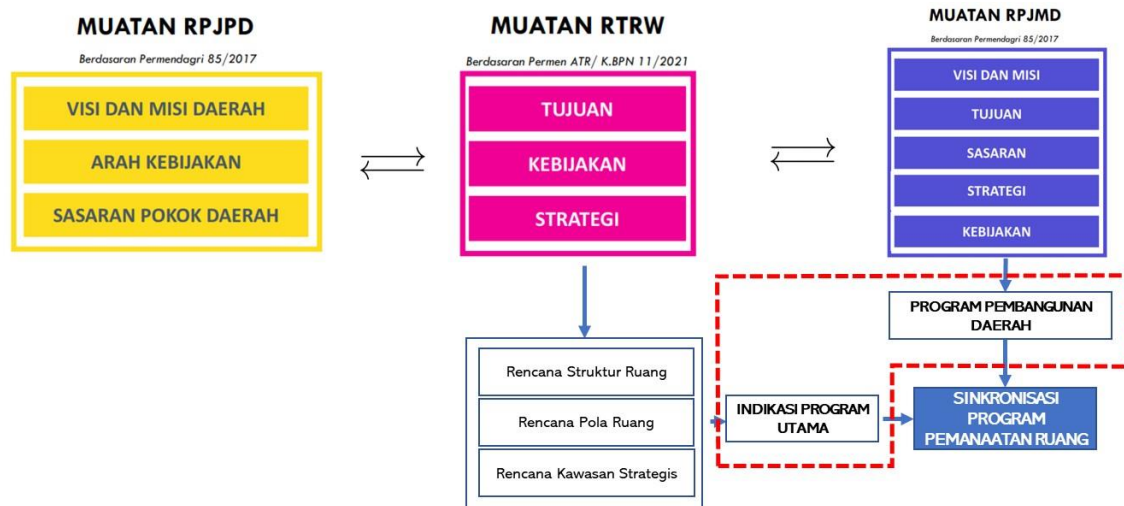 MUATAN RPJPD
Berdasaran Permendagri 85/2017
VISI DAN MISI DAERAH
ARAH KEBIJAKAN
SASARAN POKOK DAERAH
MUATAN RTRW
Berdasaran Permen ATR/ K.BPN 11/2021
TUJUAN
KEBIJAKAN
STRATEGI
MUATAN RPJMD
Berdasaran Permendagri 85/2017
VISI DAN MISI
TUJUAN
SASARAN
STRATEGI
KEBIJAKAN
Rencana Struktur Ruang
Rencana Pola Ruang
Rencana Kawasan Strategis
INDIKASI PROGRAM
UTAMA
PROGRAM PEMBANGUNAN
DAERAH
SINKRONISASI
PROGRAM
PEMANAATAN RUANG